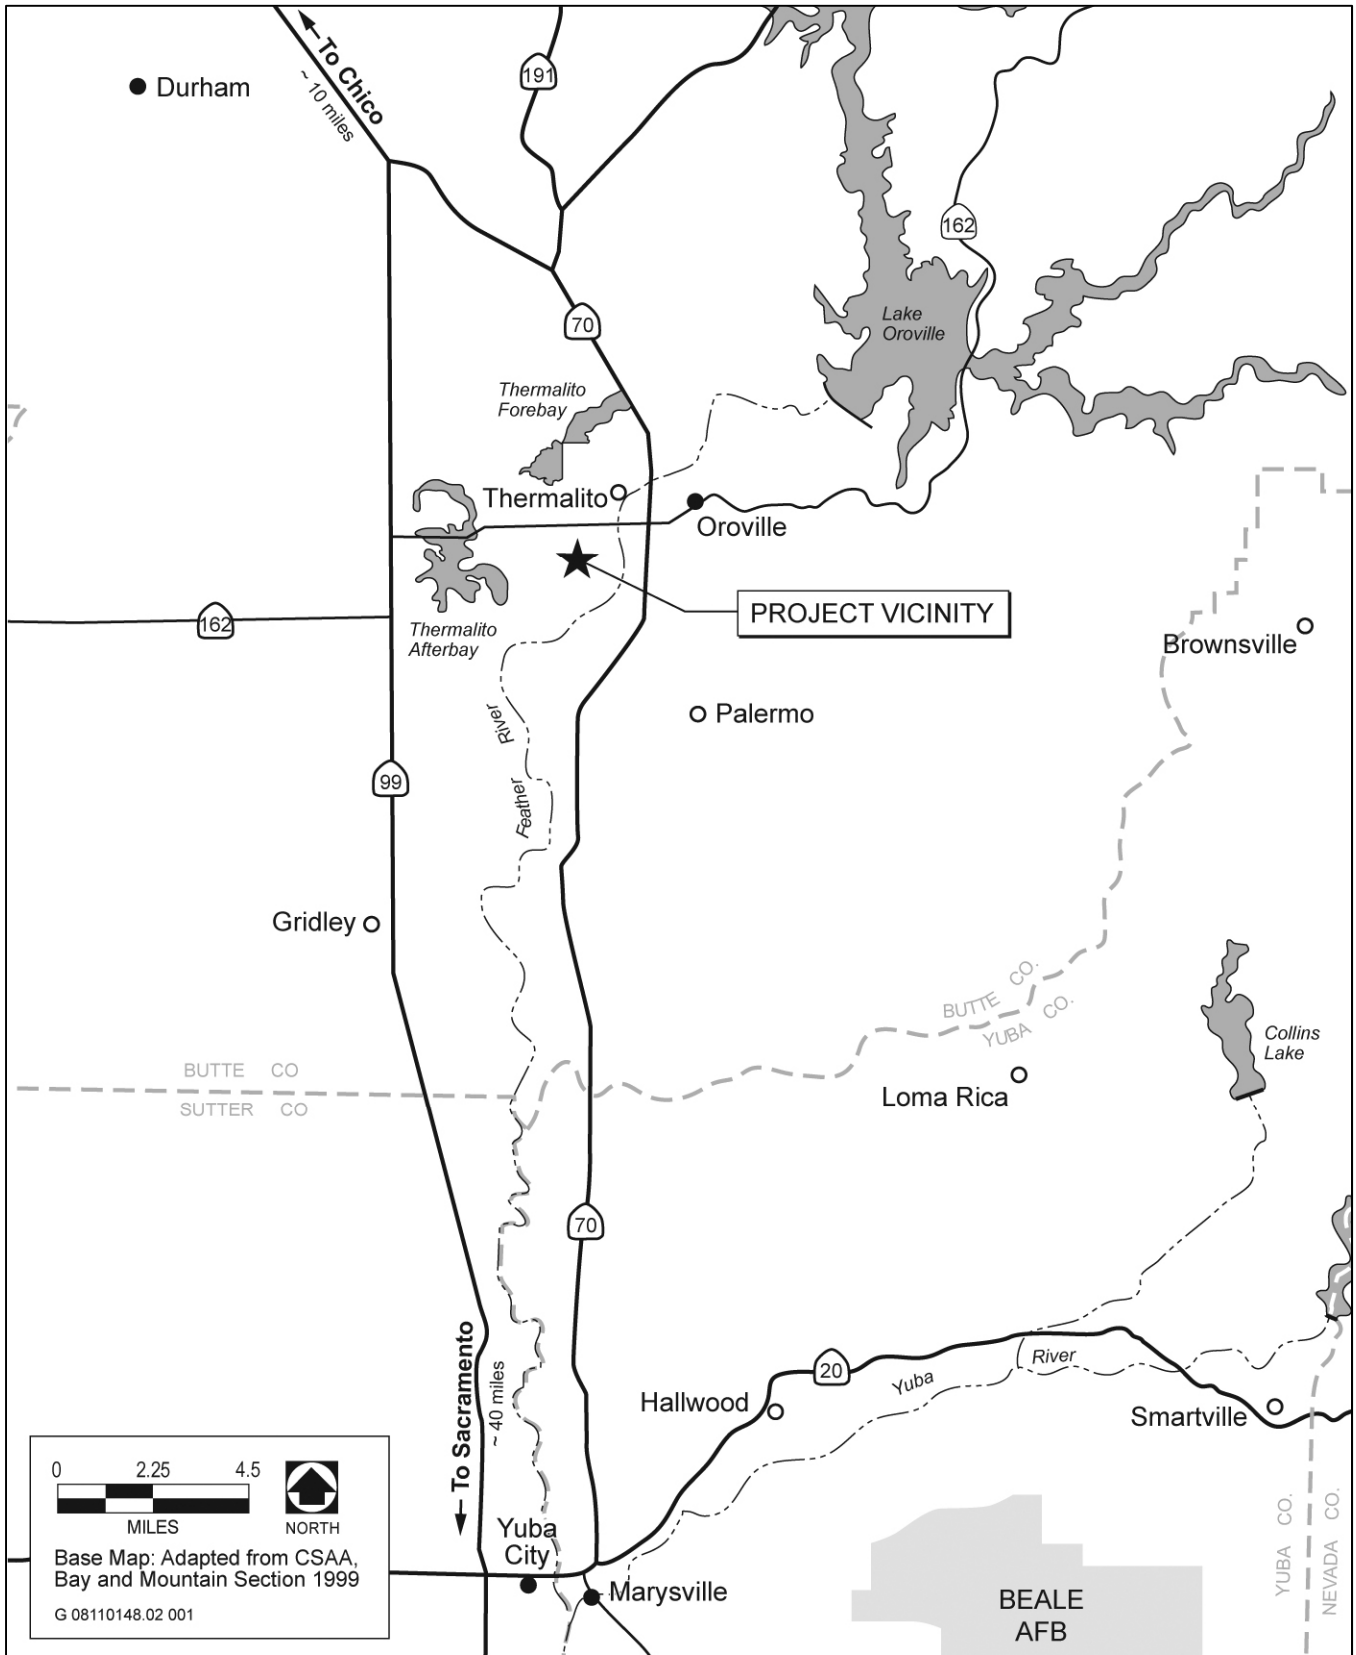 To Chico
~ 10 miles
Durham
191
162
70
Lake
Oroville
Thermalito
Forebay
Thermalito
Oroville
PROJECT VICINITY
162
Thermalito
Afterbay
Brownsville
River
Palermo
99
Feather
Gridley
BUTTE CO.
YUBA CO.
Collins
Lake
BUTTE CO
SUTTER CO
Loma Rica
70
To Sacramento
~ 40 miles
20
River
Yuba
Hallwood
Smartville
0 2.25 4.5
MILES
NORTH
Base Map: Adapted from CSAA,
Bay and Mountain Section 1999
G 08110148.02 001
Yuba
City
Marysville
BEALE
AFB
YUBA CO.
NEVADA CO.